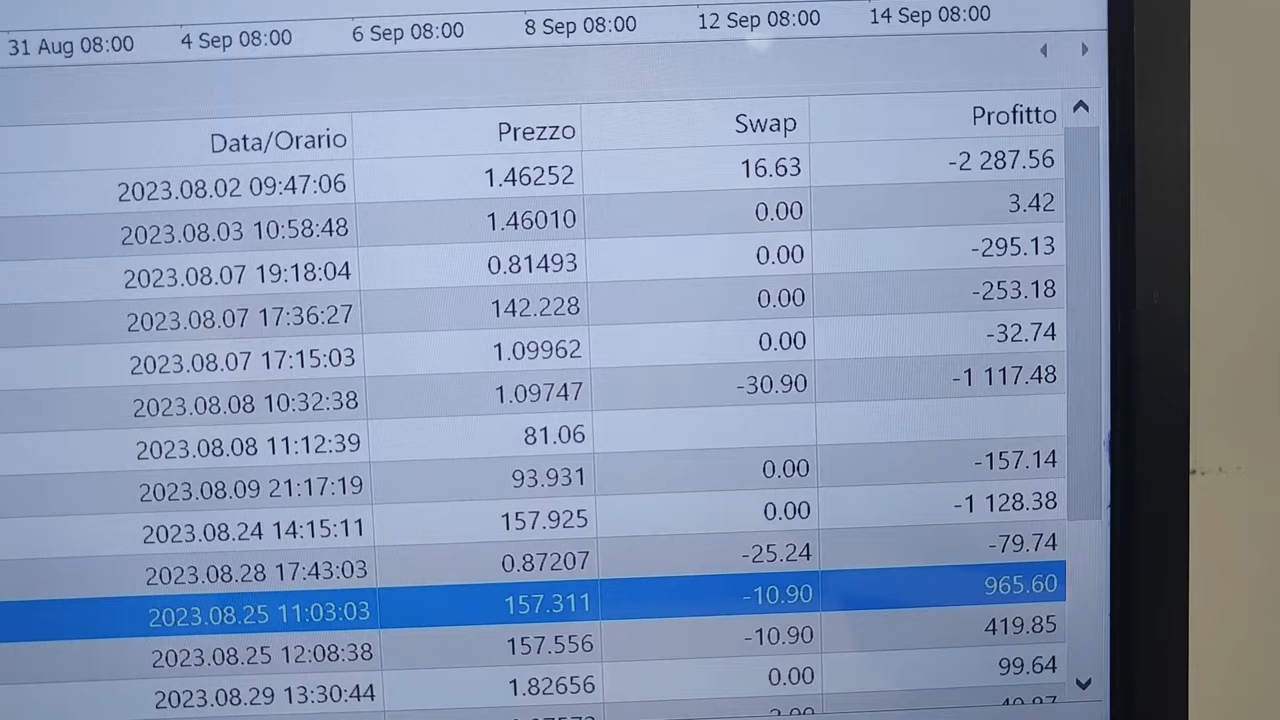 31 Aug 08:00 4 Sep 08:00 6 Sep 08:00 8 Sep 08:00 12 Sep 08:00 14 Sep 08:00
Data/Orario Prezzo Swap Profitto
2023.08.02 09:47:06 1.46252 16.63 -2 287.56
2023.08.03 10:58:48 1.46010 0.00 3.42
2023.08.07 19:18:04 0.81493 0.00 -295.13
2023.08.07 17:36:27 142.228 0.00 -253.18
2023.08.07 17:15:03 1.09962 0.00 -32.74
2023.08.08 10:32:38 1.09747 -30.90 -1 117.48
2023.08.08 11:12:39 81.06
2023.08.09 21:17:19 93.931 0.00 -157.14
2023.08.24 14:15:11 157.925 0.00 -1 128.38
2023.08.28 17:43:03 0.87207 -25.24 -79.74
2023.08.25 11:03:03 157.311 -10.90 965.60
2023.08.25 12:08:38 157.556 -10.90 419.85
2023.08.29 13:30:44 1.82656 0.00 99.64